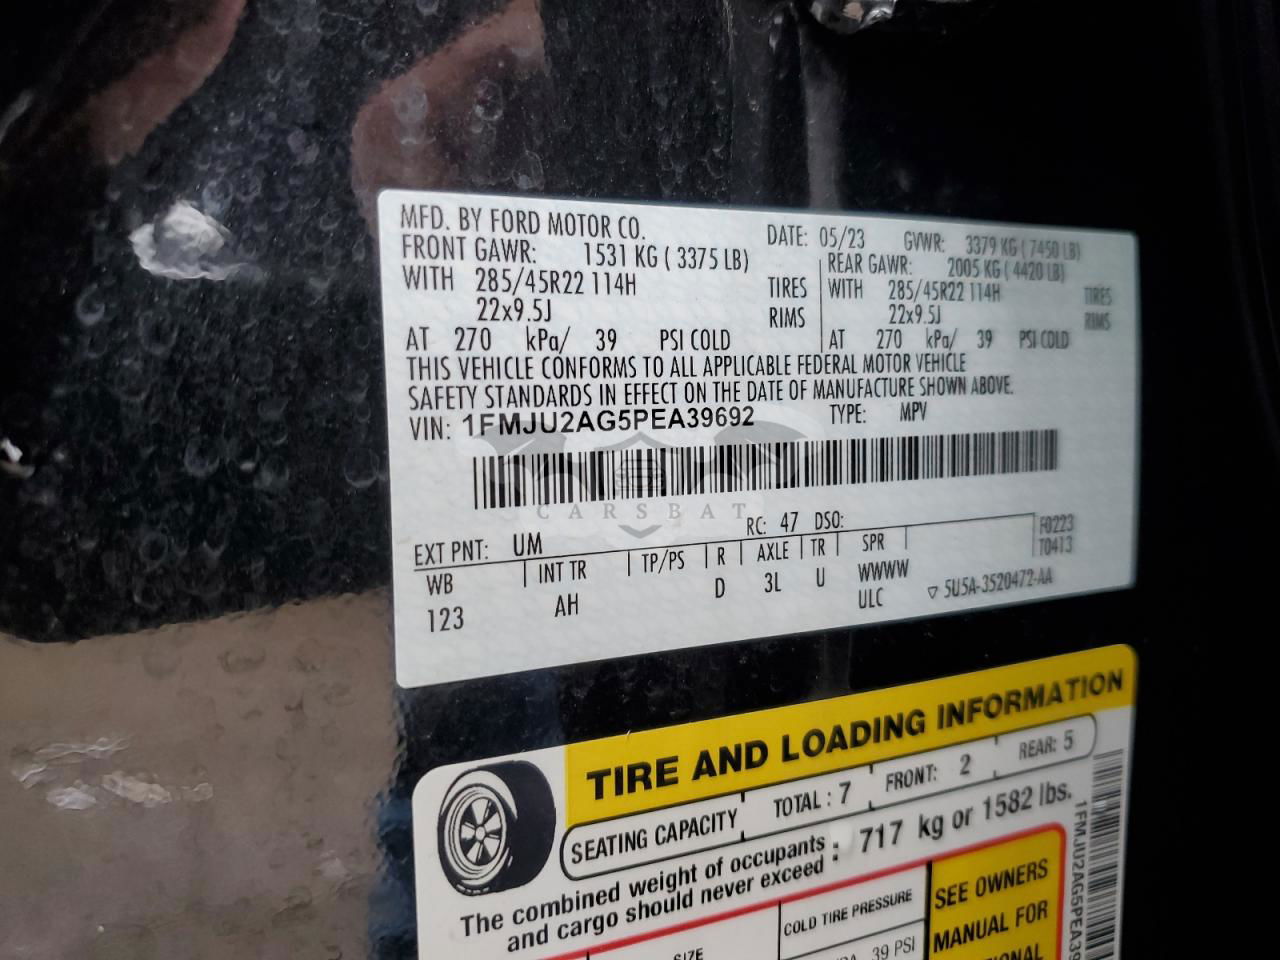 MFD. BY FORD MOTOR CO. DATE: 05/23 GVWR: 3379 KG ( 7450 LB)
FRONT GAWR: 1531 KG ( 3375 LB) REAR GAWR: 2005 KG ( 4420 LB)
WITH 285/45R22 114H TIRES WITH 285/45R22 114H TIRES
22x9.5J RIMS 22x9.5J RIMS
AT 270 kPa/ 39 PSI COLD AT 270 kPa/ 39 PSI COLD
THIS VEHICLE CONFORMS TO ALL APPLICABLE FEDERAL MOTOR VEHICLE
SAFETY STANDARDS IN EFFECT ON THE DATE OF MANUFACTURE SHOWN ABOVE.
VIN: 1FMJU2AG5PEA39692 TYPE: MPV
CARSBAT
RC: 47 DSO: F0223
EXT PNT: UM T0413
WB INT TR TP/PS R AXLE TR SPR
123 AH D 3L U WWWW
ULC ▽ 5U5A-3520472-AA
TIRE AND LOADING INFORMATION
SEATING CAPACITY TOTAL : 7 FRONT: 2 REAR: 5
The combined weight of occupants
and cargo should never exceed : 717 kg or 1582 lbs.
SIZE COLD TIRE PRESSURE SEE OWNERS
39 PSI MANUAL FOR
1FMJU2AG5PEA39